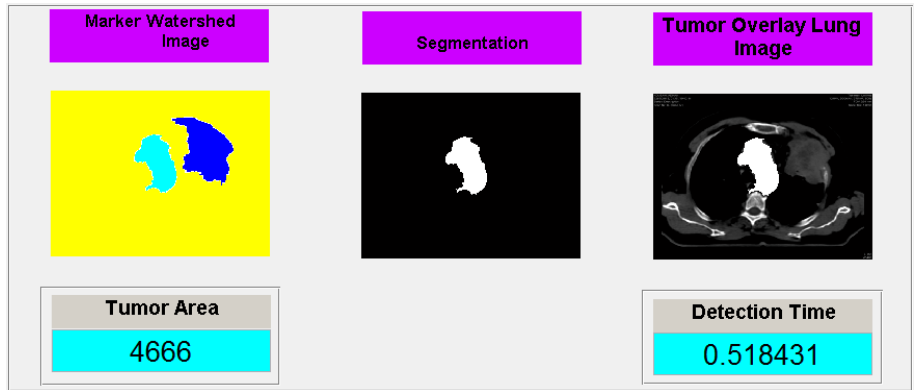 Marker Watershed
Image
Segmentation
Tumor Overlay Lung
Image
Tumor Area
4666
Detection Time
0.518431